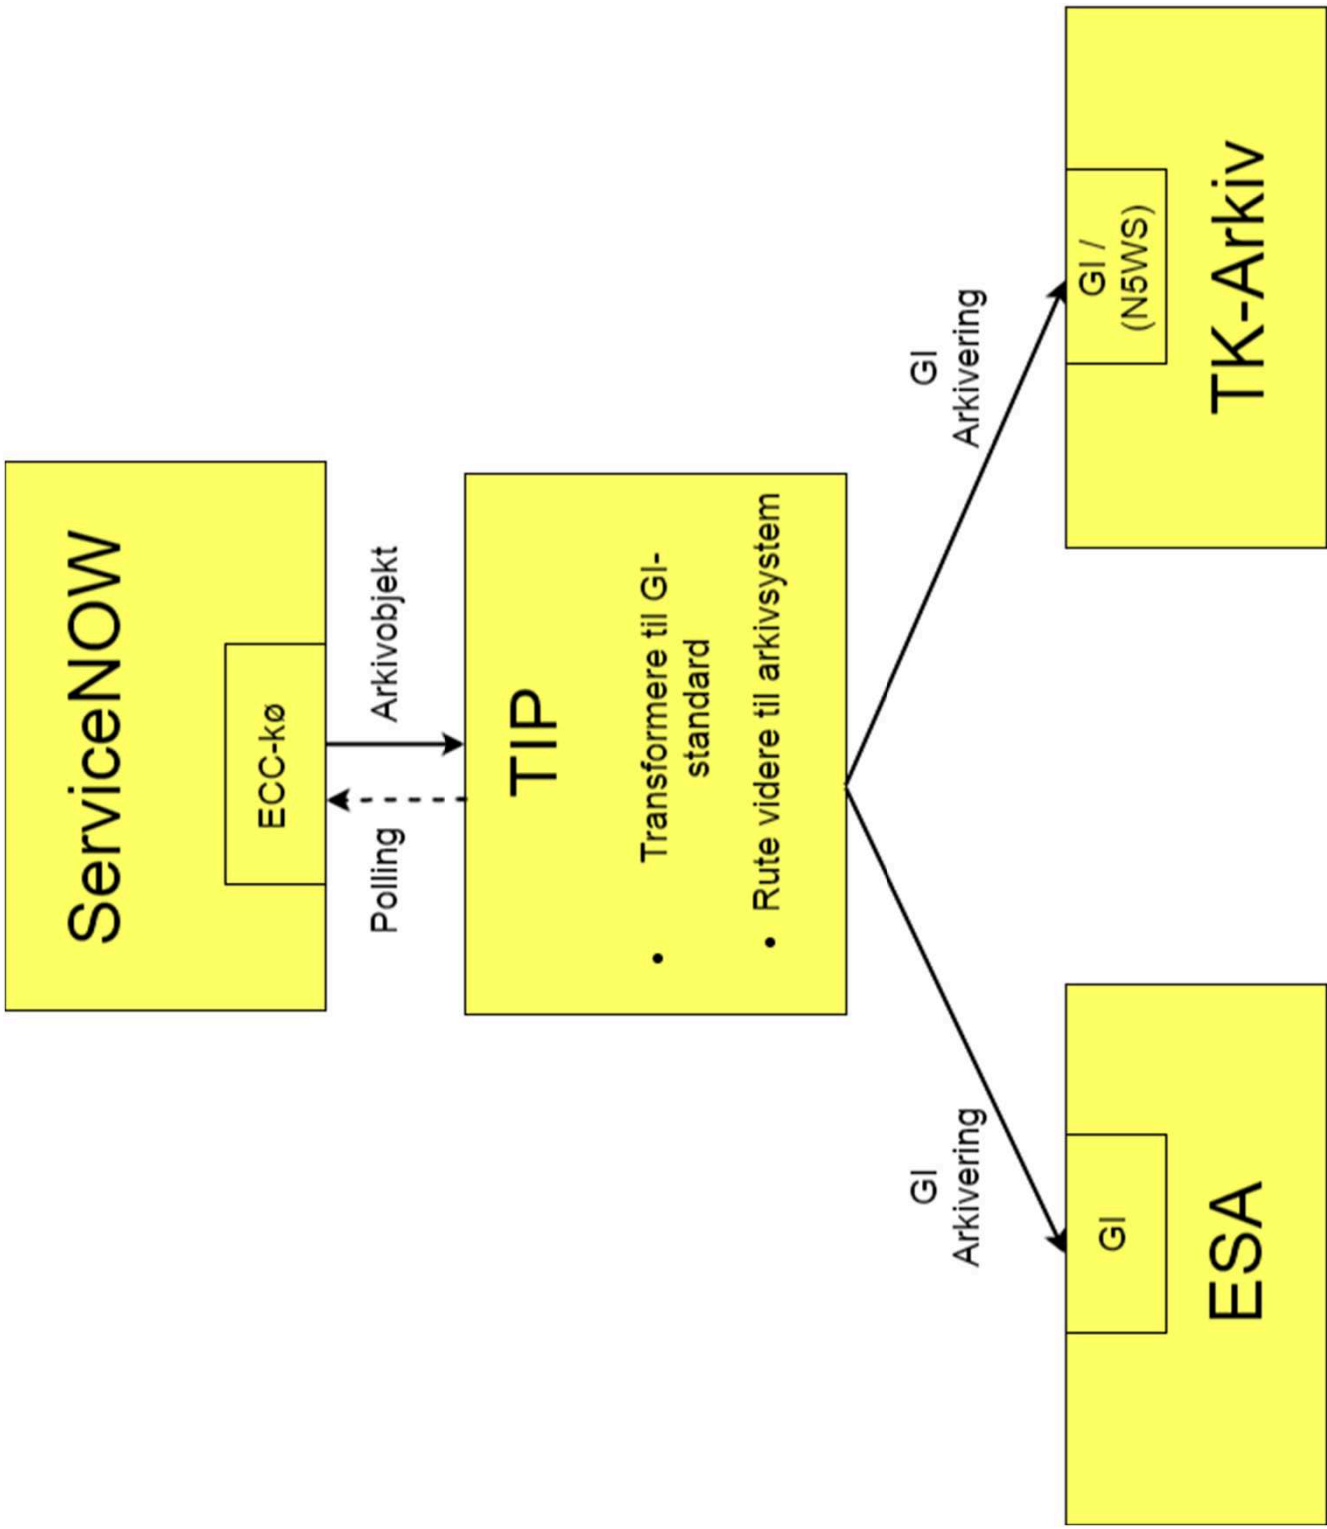 ServiceNOW
ECC-kø
Polling
Arkivobjekt
TIP
• Transformere til GI-
standard
• Rute videre til arkivsystem
GI
Arkivering
GI
Arkivering
GI
ESA
GI /
(N5WS)
TK-Arkiv